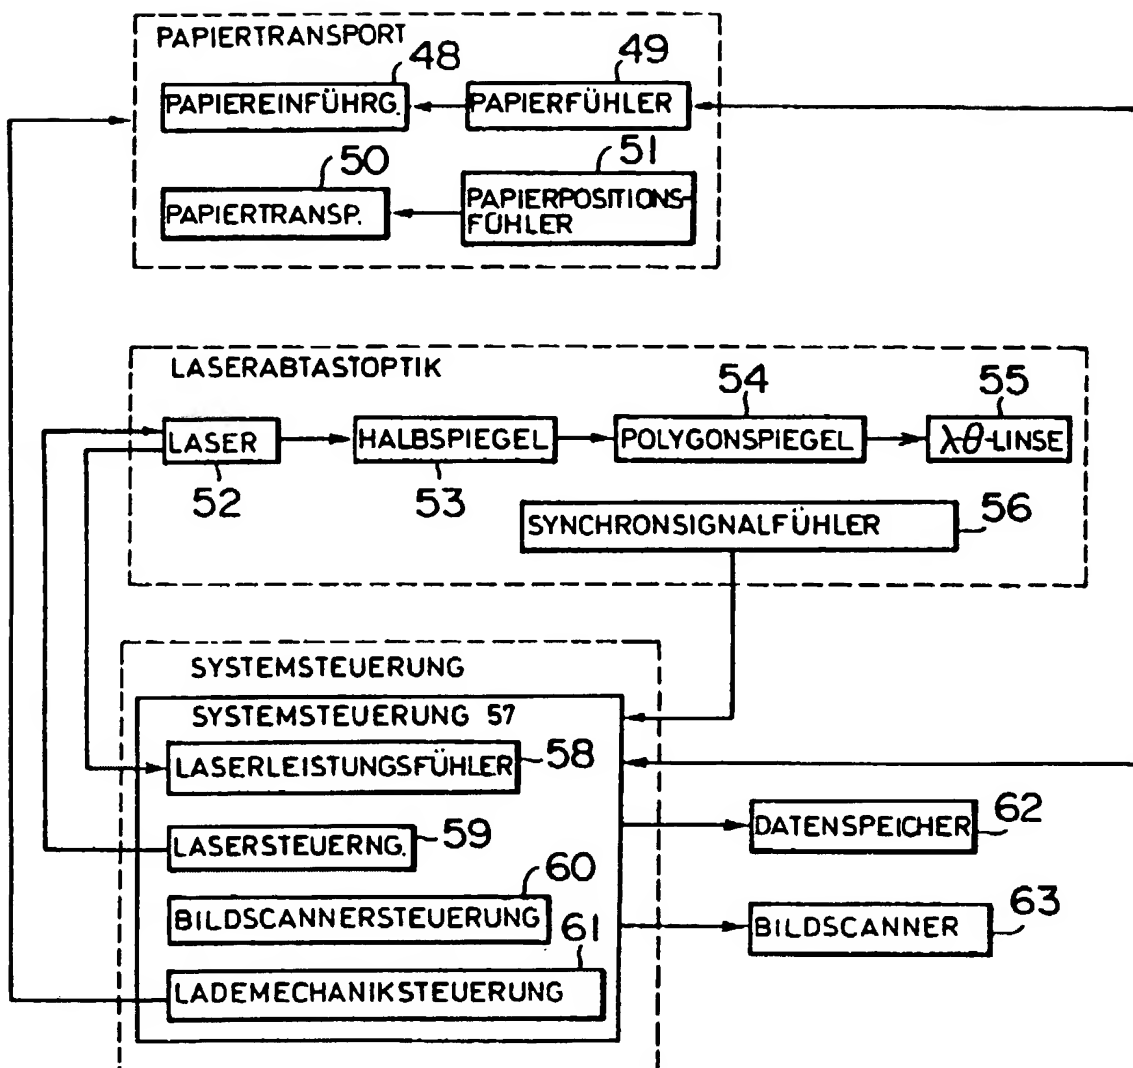 PAPIERTRANSPORT
48
49
PAPIEREINFÜHRG.
PAPIERFÜHLER
50
51
PAPIERTRANSP.
PAPIERPOSITIONS-
FÜHLER
LASERABTASTOPTIK
54
55
LASER
HALBSPIEGEL
POLYGONSPIEGEL
λθ-LINSE
52
53
SYNCHRONSIGNALFÜHLER
56
SYSTEMSTEUERUNG
SYSTEMSTEUERUNG 57
LASERLEISTUNGSFÜHLER
58
LASERSTEUERNG.
59
DATENSPEICHER
62
60
BILDSCANNERSTEUERUNG
BILDSCANNER
63
61
LADEMECHANIKSTEUERUNG